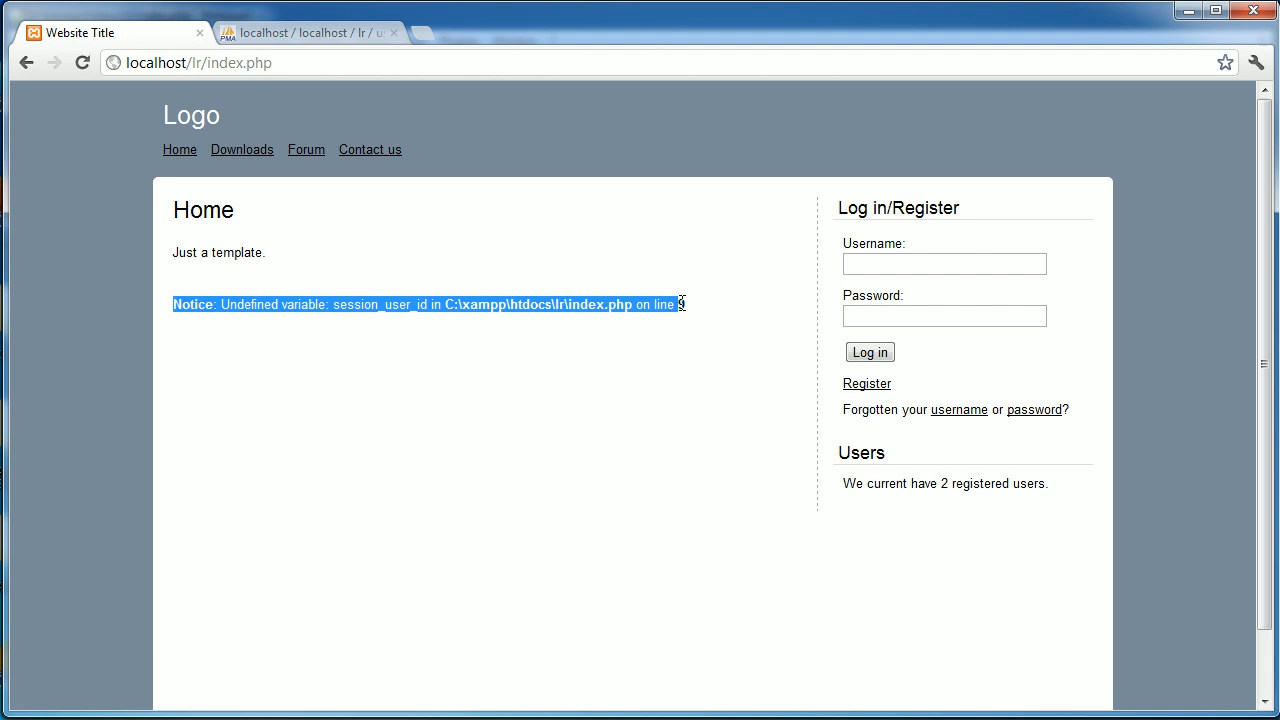 Website Title
localhost / localhost / lr / u
localhost/lr/index.php
Logo
Home Downloads Forum Contact us
Home
Just a template.
Notice: Undefined variable: session_user_id in C:\xampp\htdocs\lr\index.php on line 9
Log in/Register
Username:
Password:
Log in
Register
Forgotten your username or password?
Users
We current have 2 registered users.